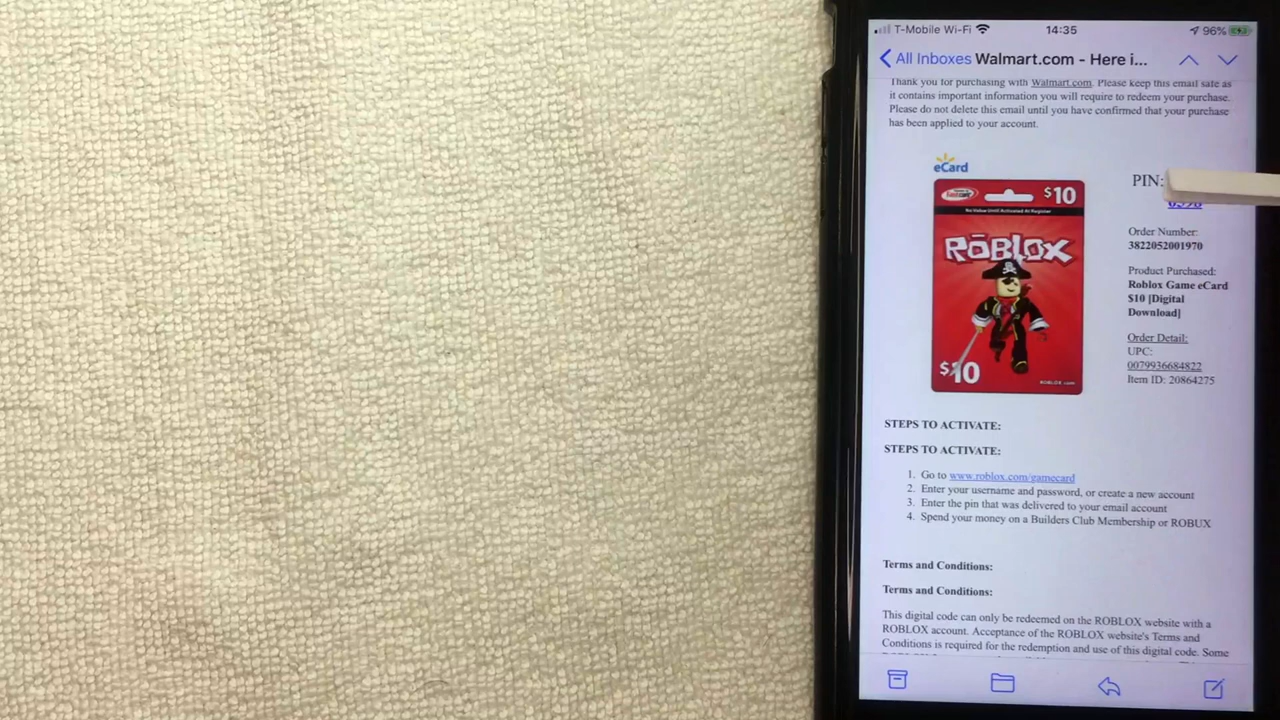 T-Mobile Wi-Fi 14:35 96%
All Inboxes Walmart.com - Here i...
Thank you for purchasing with Walmart.com. Please keep this email safe as
it contains important information you will require to redeem your purchase.
Please do not delete this email until you have confirmed that your purchase
has been applied to your account.
eCard
$10
No Value Until Activated At Register
ROBLOX
$10
ROBLOX.com
PIN:
Order Number:
3822052001970
Product Purchased:
Roblox Game eCard
$10 [Digital
Download]
Order Detail:
UPC:
0079936684822
Item ID: 20864275
STEPS TO ACTIVATE:
STEPS TO ACTIVATE:
1. Go to www.roblox.com/gamecard
2. Enter your username and password, or create a new account
3. Enter the pin that was delivered to your email account
4. Spend your money on a Builders Club Membership or ROBUX
Terms and Conditions:
Terms and Conditions:
This digital code can only be redeemed on the ROBLOX website with a
ROBLOX account. Acceptance of the ROBLOX website's Terms and
Conditions is required for the redemption and use of this digital code. Some